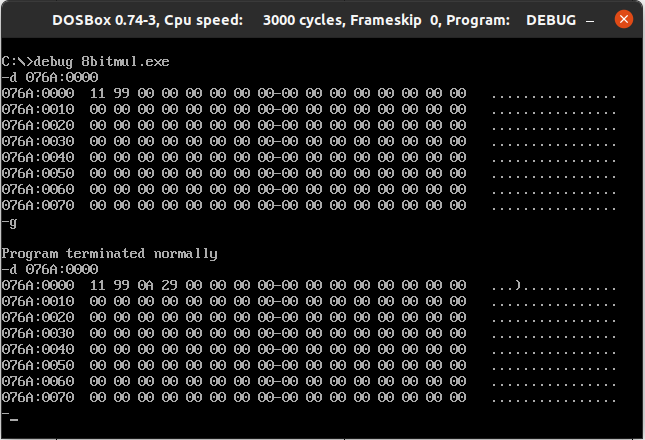 DOSBox 0.74-3, Cpu speed: 3000 cycles, Frameskip 0, Program: DEBUG
C:\>debug 8bitmul.exe
-d 076A:0000
076A:0000 11 99 00 00 00 00 00 00-00 00 00 00 00 00 00 00 ................
076A:0010 00 00 00 00 00 00 00 00-00 00 00 00 00 00 00 00 ................
076A:0020 00 00 00 00 00 00 00 00-00 00 00 00 00 00 00 00 ................
076A:0030 00 00 00 00 00 00 00 00-00 00 00 00 00 00 00 00 ................
076A:0040 00 00 00 00 00 00 00 00-00 00 00 00 00 00 00 00 ................
076A:0050 00 00 00 00 00 00 00 00-00 00 00 00 00 00 00 00 ................
076A:0060 00 00 00 00 00 00 00 00-00 00 00 00 00 00 00 00 ................
076A:0070 00 00 00 00 00 00 00 00-00 00 00 00 00 00 00 00 ................
-g
Program terminated normally
-d 076A:0000
076A:0000 11 99 0A 29 00 00 00 00-00 00 00 00 00 00 00 00 ...)............
076A:0010 00 00 00 00 00 00 00 00-00 00 00 00 00 00 00 00 ................
076A:0020 00 00 00 00 00 00 00 00-00 00 00 00 00 00 00 00 ................
076A:0030 00 00 00 00 00 00 00 00-00 00 00 00 00 00 00 00 ................
076A:0040 00 00 00 00 00 00 00 00-00 00 00 00 00 00 00 00 ................
076A:0050 00 00 00 00 00 00 00 00-00 00 00 00 00 00 00 00 ................
076A:0060 00 00 00 00 00 00 00 00-00 00 00 00 00 00 00 00 ................
076A:0070 00 00 00 00 00 00 00 00-00 00 00 00 00 00 00 00 ................
-_